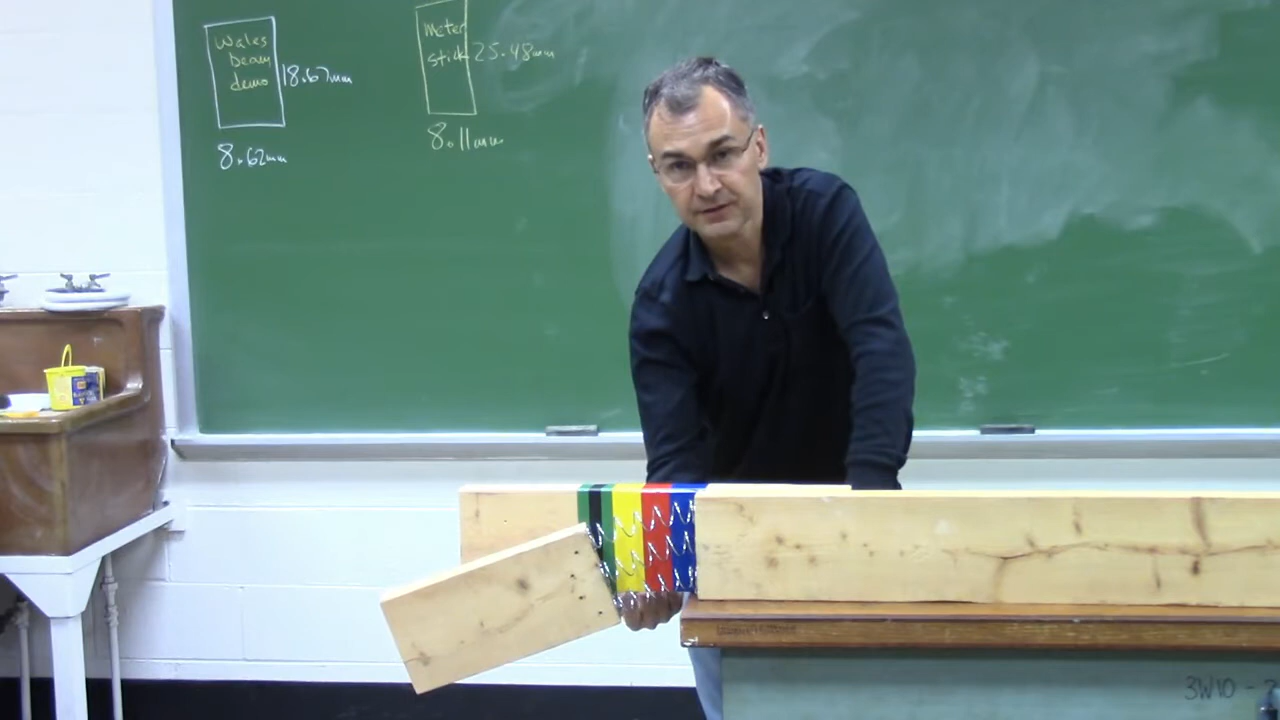 Wales
beam
demo
18.67mm
8.62mm
Meter
stick
25.48mm
8.11mm
3W10 -